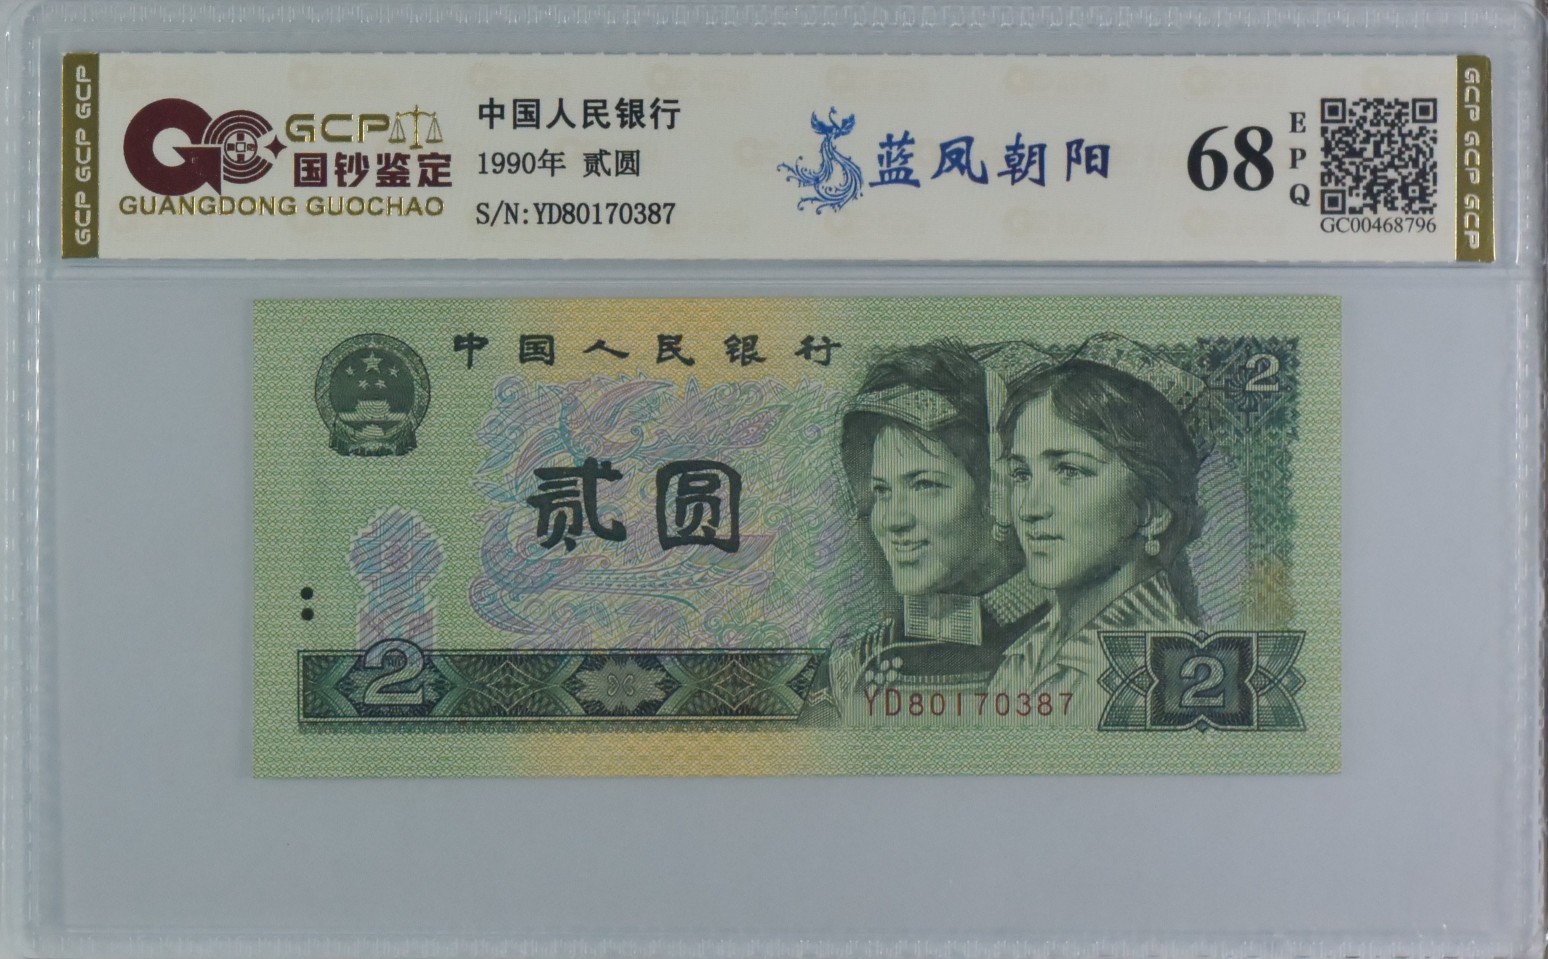 GCP GCP GCP
GCP
国钞鉴定
GUANGDONG GUOCHAO
中国人民银行
1990年 贰圆
S/N:YD80170387
蓝凤朝阳
68
EPQ
GC00468796
GCP GCP GCP
中国人民银行
2
贰圆
2
YD80170387
2